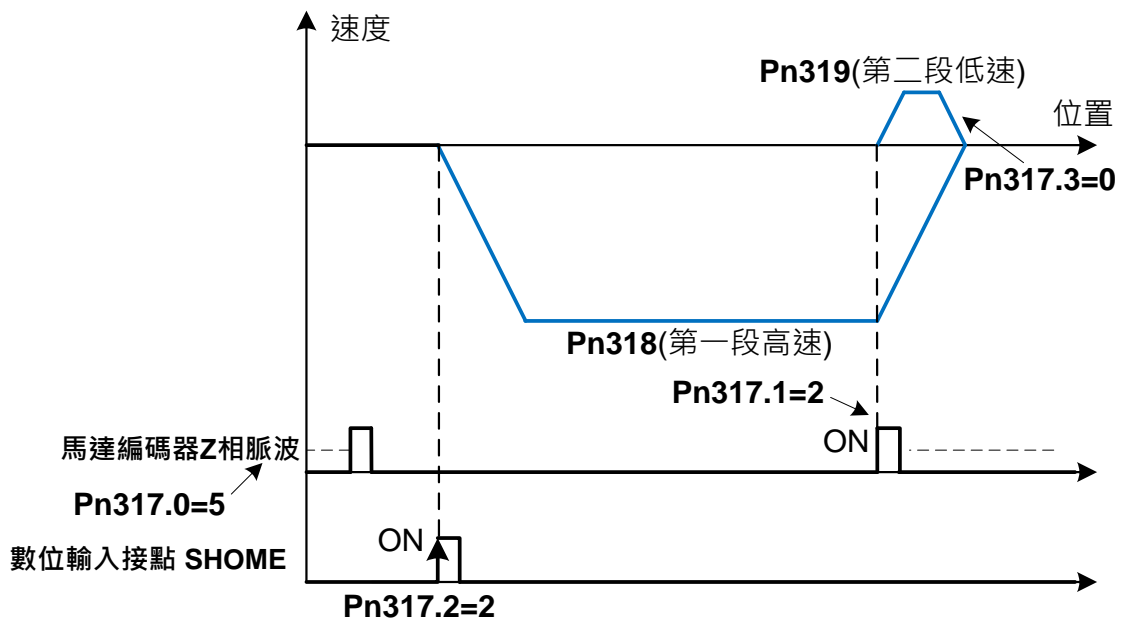 速度
Pn319(第二段低速)
位置
Pn317.3=0
Pn318(第一段高速)
Pn317.1=2
馬達編碼器Z相脈波
ON
Pn317.0=5
ON
數位輸入接點 SHOME
Pn317.2=2